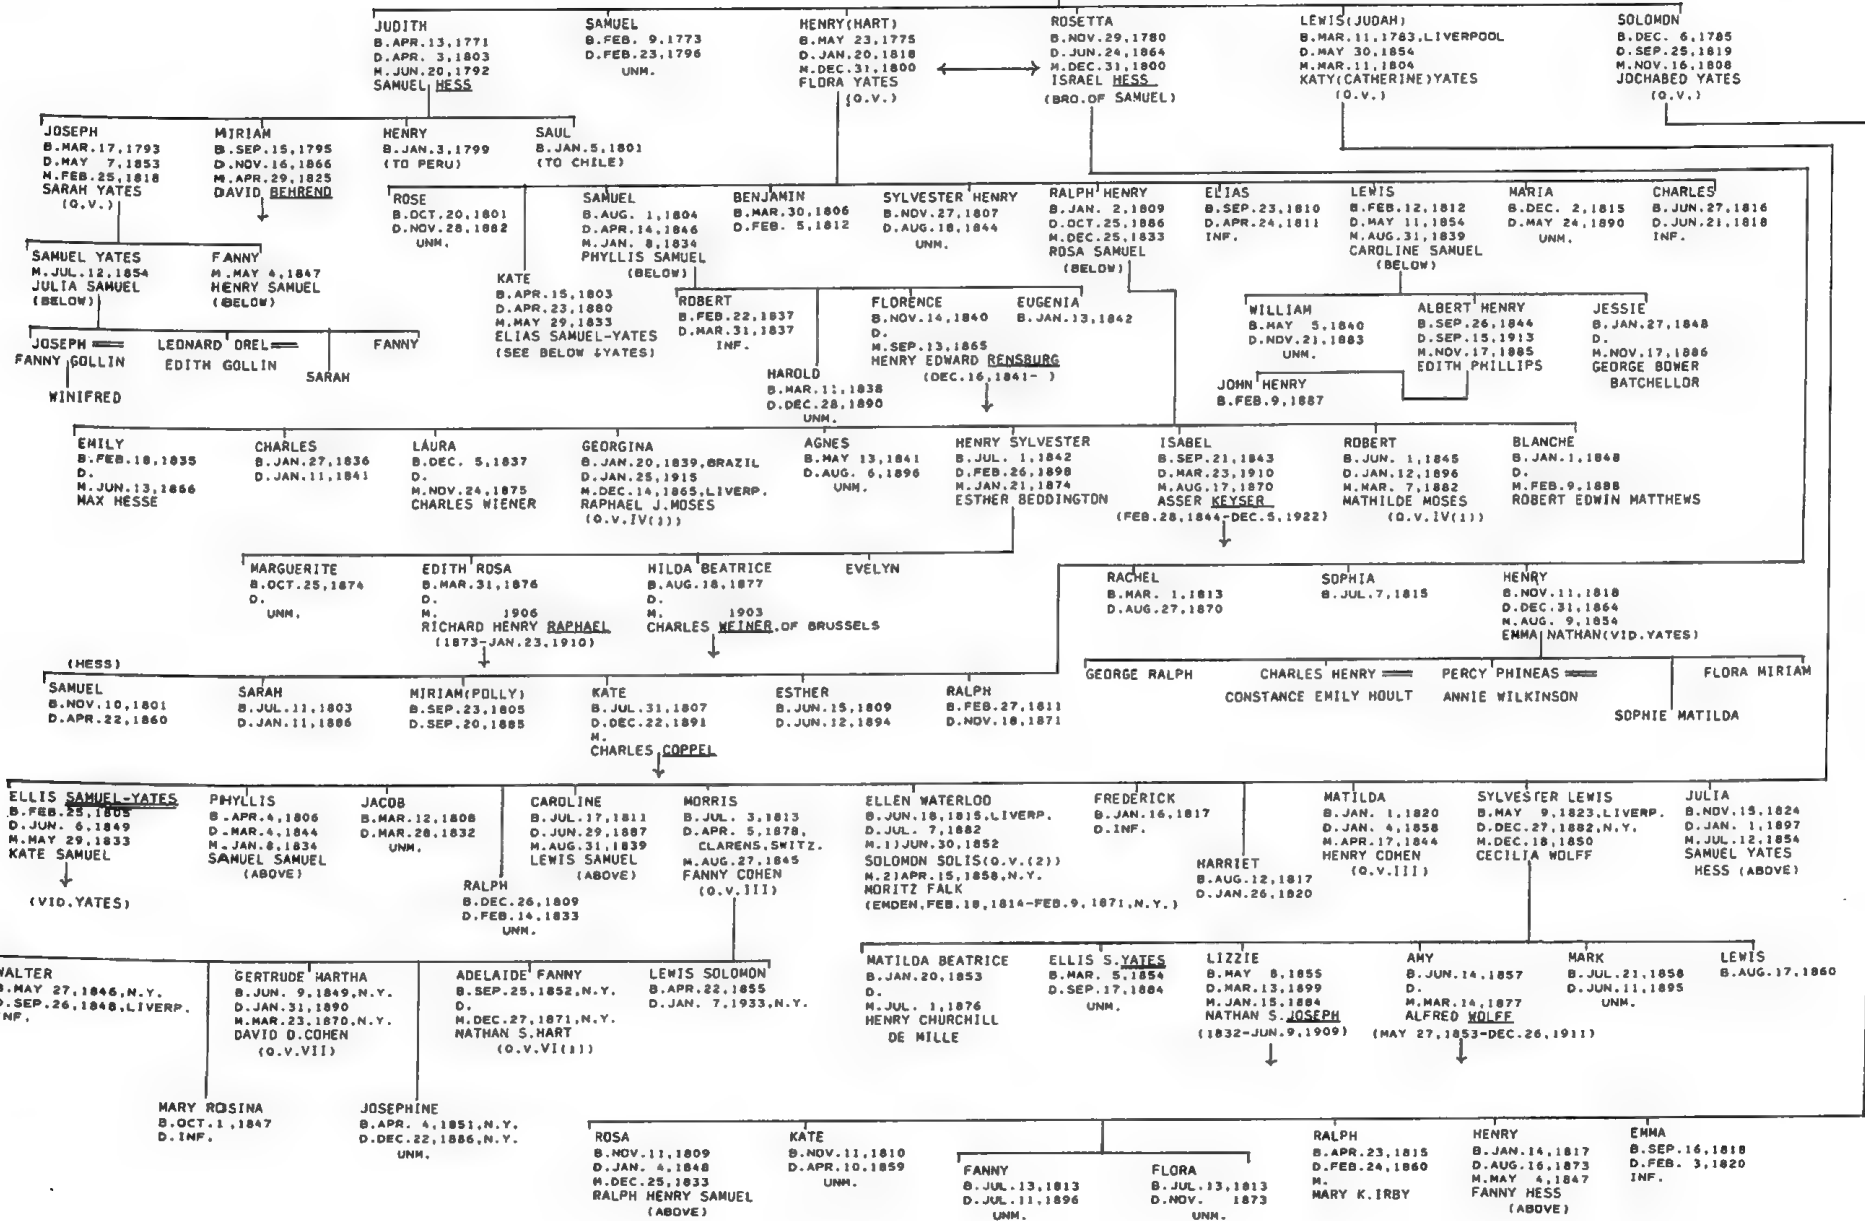 JUDITH
B.APR.13,1771
D.APR. 3,1803
M.JUN.20,1792
SAMUEL HESS
SAMUEL
B.FEB. 9,1773
D.FEB.23,1796
UNM.
HENRY(HART)
B.MAY 23,1775
D.JAN.20,1818
M.DEC.31,1800
FLORA YATES
(Q.V.)
ROSETTA
B.NOV.29,1780
D.JUN.24,1864
M.DEC.31,1800
ISRAEL HESS
(BRO.OF SAMUEL)
LEWIS(JUDAH)
B.MAR.11,1783,LIVERPOOL
D.MAY 30,1854
M.MAR.11,1804
KATY(CATHERINE)YATES
(Q.V.)
SOLOMON
B.DEC. 6,1785
D.SEP.25,1819
M.NOV.16,1808
JOCHABED YATES
(Q.V.)
JOSEPH
B.MAR.17,1793
D.MAY 7,1853
M.FEB.25,1818
SARAH YATES
(Q.V.)
MIRIAM
B.SEP.15,1795
D.NOV.16,1866
M.APR.29,1825
DAVID BEHREND
HENRY
B.JAN.3,1799
(TO PERU)
SAUL
B.JAN.5,1801
(TO CHILE)
ROSE
B.OCT.20,1801
D.NOV.28,1882
UNM.
KATE
B.APR.15,1803
D.APR.23,1880
M.MAY 29,1833
ELIAS SAMUEL-YATES
(SEE BELOW &YATES)
SAMUEL
B.AUG. 1,1804
D.APR.14,1846
M.JAN. 8,1834
PHYLLIS SAMUEL
(BELOW)
BENJAMIN
B.MAR.30,1806
D.FEB. 5,1812
SYLVESTER HENRY
B.NOV.27,1807
D.AUG.18,1844
UNM.
RALPH HENRY
B.JAN. 2,1809
D.OCT.25,1886
M.DEC.25,1833
ROSA SAMUEL
(BELOW)
ELIAS
B.SEP.23,1810
D.APR.24,1811
INF.
LEWIS
B.FEB.12,1812
D.MAY 11,1854
M.AUG.31,1839
CAROLINE SAMUEL
(BELOW)
MARIA
B.DEC. 2,1815
D.MAY 24,1890
UNM.
CHARLES
B.JUN.27,1816
D.JUN.21,1818
INF.
SAMUEL YATES
M.JUL.12,1854
JULIA SAMUEL
(BELOW)
FANNY
M.MAY 4,1847
HENRY SAMUEL
(BELOW)
JOSEPH
FANNY GOLLIN
WINIFRED
LEONARD OREL
EDITH GOLLIN
SARAH
FANNY
ROBERT
B.FEB.22,1837
D.MAR.31,1837
INF.
HAROLD
B.MAR.11,1838
D.DEC.28,1890
UNM.
FLORENCE
B.NOV.14,1840
D.
M.SEP.13,1865
HENRY EDWARD RENSBURG
(DEC.16,1841- )
EUGENIA
B.JAN.13,1842
WILLIAM
B.MAY 5,1840
D.NOV.21,1883
UNM.
ALBERT HENRY
B.SEP.26,1844
D.SEP.15,1913
M.NOV.17,1885
EDITH PHILLIPS
JESSIE
B.JAN.27,1848
D.
M.NOV.17,1886
GEORGE BOWER
BATCHELLOR
JOHN HENRY
B.FEB.9,1887
EMILY
B.FEB.18,1835
D.
M.JUN.13,1866
MAX HESSE
CHARLES
B.JAN.27,1836
D.JAN.11,1841
LAURA
B.DEC. 5,1837
D.
M.NOV.24,1875
CHARLES WIENER
GEORGINA
B.JAN.20,1839,BRAZIL
D.JAN.25,1915
M.DEC.14,1865,LIVERP.
RAPHAEL J.MOSES
(Q.V.IV(1))
AGNES
B.MAY 13,1841
D.AUG. 6,1896
UNM.
HENRY SYLVESTER
B.JUL. 1,1842
D.FEB.26,1898
M.JAN.21,1874
ESTHER BEDDINGTON
ISABEL
B.SEP.21,1843
D.MAR.23,1910
M.AUG.17,1870
ASSER KEYSER
(FEB.28,1844-DEC.5,1922)
ROBERT
B.JUN. 1,1845
D.JAN.12,1896
M.MAR. 7,1882
MATHILDE MOSES
(Q.V.IV(1))
BLANCHE
B.JAN.1,1848
D.
M.FEB.9,1888
ROBERT EDWIN MATTHEWS
MARGUERITE
B.OCT.25,1874
D.
UNM.
EDITH ROSA
B.MAR.31,1876
D.
M. 1906
RICHARD HENRY RAPHAEL
(1873-JAN.23,1910)
HILDA BEATRICE
B.AUG.18,1877
D.
M. 1903
CHARLES WEINER,OF BRUSSELS
EVELYN
RACHEL
B.MAR. 1,1813
D.AUG.27,1870
SOPHIA
B.JUL.7,1815
HENRY
B.NOV.11,1818
D.DEC.31,1864
M.AUG. 9,1854
EMMA NATHAN(VID.YATES)
GEORGE RALPH
CHARLES HENRY
CONSTANCE EMILY HOULT
PERCY PHINEAS
ANNIE WILKINSON
SOPHIE MATILDA
FLORA MIRIAM
(HESS)
SAMUEL
B.NOV.10,1801
D.APR.22,1860
SARAH
B.JUL.11,1803
D.JAN.11,1886
MIRIAM(POLLY)
B.SEP.23,1805
D.SEP.20,1885
KATE
B.JUL.31,1807
D.DEC.22,1891
M.
CHARLES COPPEL
ESTHER
B.JUN.15,1809
D.JUN.12,1894
RALPH
B.FEB.27,1811
D.NOV.18,1871
ELLIS SAMUEL-YATES
B.FEB.25,1805
D.JUN. 6,1849
M.MAY 29,1833
KATE SAMUEL
(VID.YATES)
PHYLLIS
B.APR.4,1806
D.MAR.4,1844
M.JAN.8,1834
SAMUEL SAMUEL
(ABOVE)
JACOB
B.MAR.12,1808
D.MAR.28,1832
UNM.
RALPH
B.DEC.26,1809
D.FEB.14,1833
UNM.
CAROLINE
B.JUL.17,1811
D.JUN.29,1887
M.AUG.31,1839
LEWIS SAMUEL
(ABOVE)
MORRIS
B.JUL. 3,1813
D.APR. 5,1878,
CLARENS,SWITZ.
M.AUG.27,1845
FANNY COHEN
(Q.V.III)
ELLEN WATERLOO
B.JUN.18,1815,LIVERP.
D.JUL. 7,1882
M.1)JUN.30,1852
SOLOMON SOLIS(Q.V.(2))
M.2)APR.15,1858,N.Y.
MORITZ FALK
(EMDEN,FEB.18,1814-FEB.9,1871,N.Y.)
FREDERICK
B.JAN.16,1817
D.INF.
HARRIET
B.AUG.12,1817
D.JAN.26,1820
MATILDA
B.JAN. 1,1820
D.JAN. 4,1858
M.APR.17,1844
HENRY COHEN
(Q.V.III)
SYLVESTER LEWIS
B.MAY 9,1823,LIVERP.
D.DEC.27,1882,N.Y.
M.DEC.18,1850
CECILIA WOLFF
JULIA
B.NOV.15,1824
D.JAN. 1,1897
M.JUL.12,1854
SAMUEL YATES
HESS (ABOVE)
WALTER
B.MAY 27,1846,N.Y.
D.SEP.26,1848,LIVERP.
INF.
MARY ROSINA
B.OCT.1,1847
D.INF.
GERTRUDE MARTHA
B.JUN. 9,1849,N.Y.
D.JAN.31,1890
M.MAR.23,1870,N.Y.
DAVID D.COHEN
(Q.V.VII)
JOSEPHINE
B.APR. 4,1851,N.Y.
D.DEC.22,1886,N.Y.
UNM.
ADELAIDE FANNY
B.SEP.25,1852,N.Y.
D.
M.DEC.27,1871,N.Y.
NATHAN S.HART
(Q.V.VI(1))
LEWIS SOLOMON
B.APR.22,1855
D.JAN. 7,1933,N.Y.
MATILDA BEATRICE
B.JAN.20,1853
D.
M.JUL. 1,1876
HENRY CHURCHILL
DE MILLE
ELLIS S.YATES
B.MAR. 5,1854
D.SEP.17,1884
UNM.
LIZZIE
B.MAY 8,1855
D.MAR.13,1899
M.JAN.15,1884
NATHAN S.JOSEPH
(1832-JUN.9,1909)
AMY
B.JUN.14,1857
D.
M.MAR.14,1877
ALFRED WOLFF
(MAY 27,1853-DEC.26,1911)
MARK
B.JUL.21,1858
D.JUN.11,1895
UNM.
LEWIS
B.AUG.17,1860
ROSA
B.NOV.11,1809
D.JAN. 4,1848
M.DEC.25,1833
RALPH HENRY SAMUEL
(ABOVE)
KATE
B.NOV.11,1810
D.APR.10,1859
UNM.
FANNY
B.JUL.13,1813
D.JUL.11,1896
UNM.
FLORA
B.JUL.13,1813
D.NOV. 1873
UNM.
RALPH
B.APR.23,1815
D.FEB.24,1860
M.
MARY K.IRBY
HENRY
B.JAN.14,1817
D.AUG.16,1873
M.MAY 4,1847
FANNY HESS
(ABOVE)
EMMA
B.SEP.16,1818
D.FEB. 3,1820
INF.